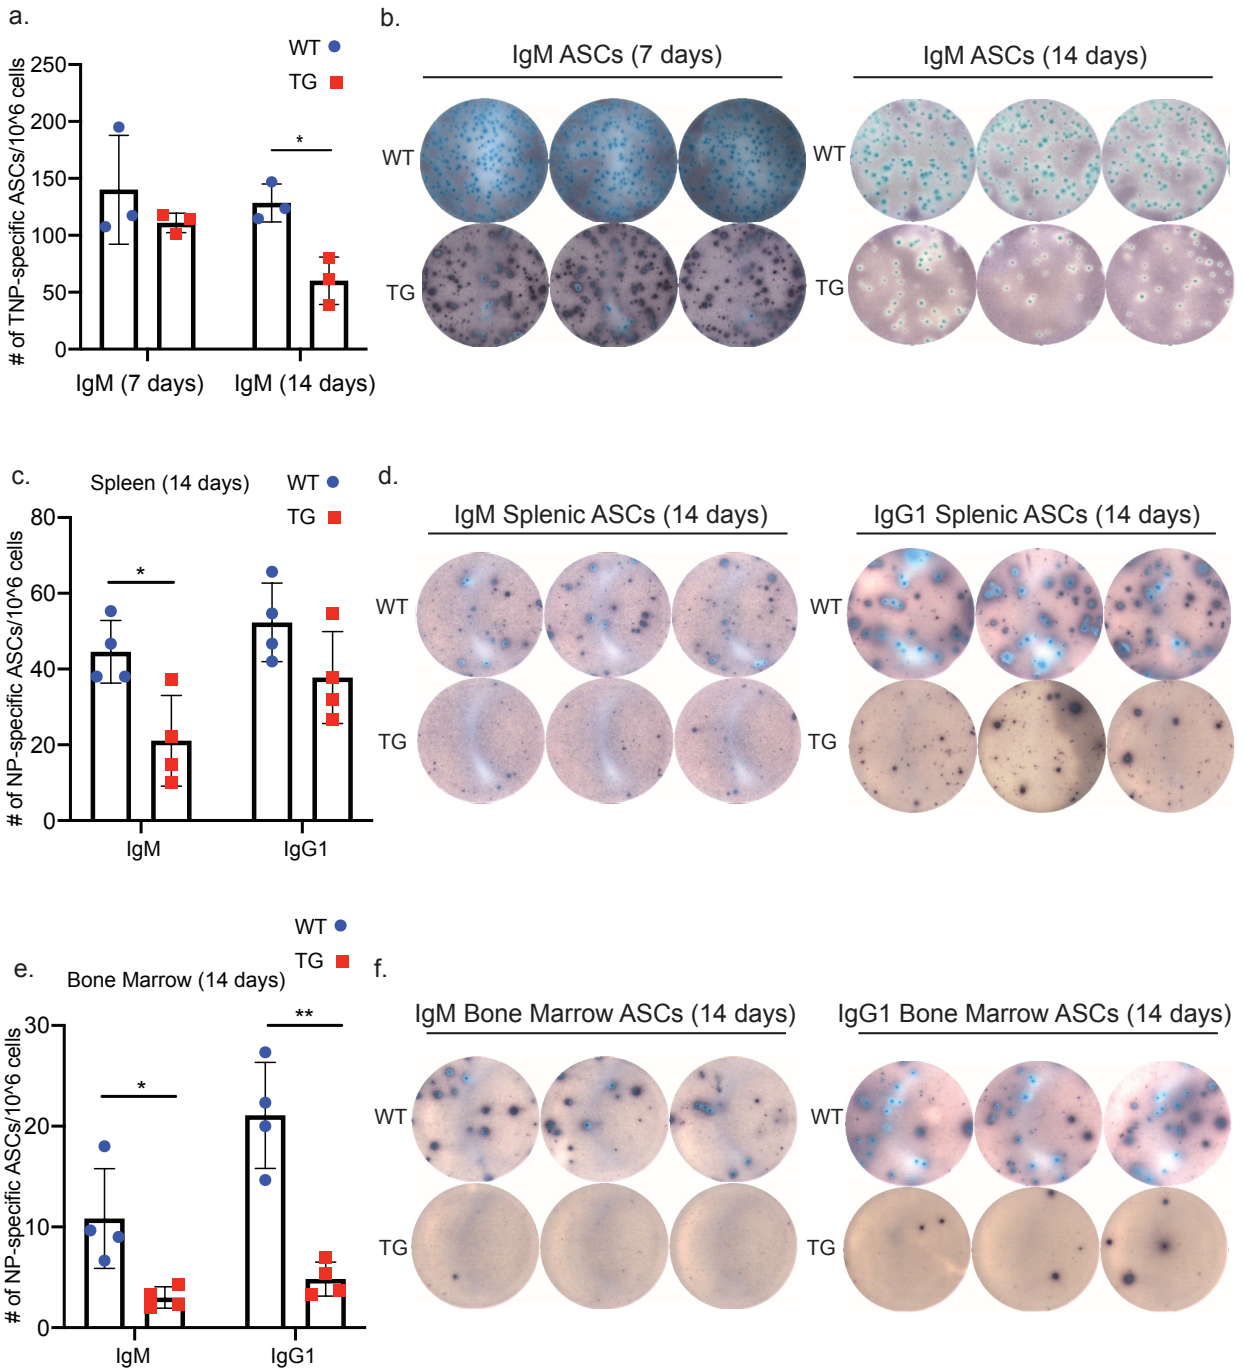 a.
WT
TG
# of TNP-specific ASCs/10^6 cells
250
200
150
100
50
0
*
IgM (7 days)
IgM (14 days)
b.
IgM ASCs (7 days)
IgM ASCs (14 days)
WT
TG
WT
TG
c.
Spleen (14 days)
WT
TG
# of NP-specific ASCs/10^6 cells
80
60
40
20
0
*
IgM
IgG1
d.
IgM Splenic ASCs (14 days)
IgG1 Splenic ASCs (14 days)
WT
TG
WT
TG
e.
Bone Marrow (14 days)
WT
TG
# of NP-specific ASCs/10^6 cells
30
20
10
0
*
**
IgM
IgG1
f.
IgM Bone Marrow ASCs (14 days)
IgG1 Bone Marrow ASCs (14 days)
WT
TG
WT
TG